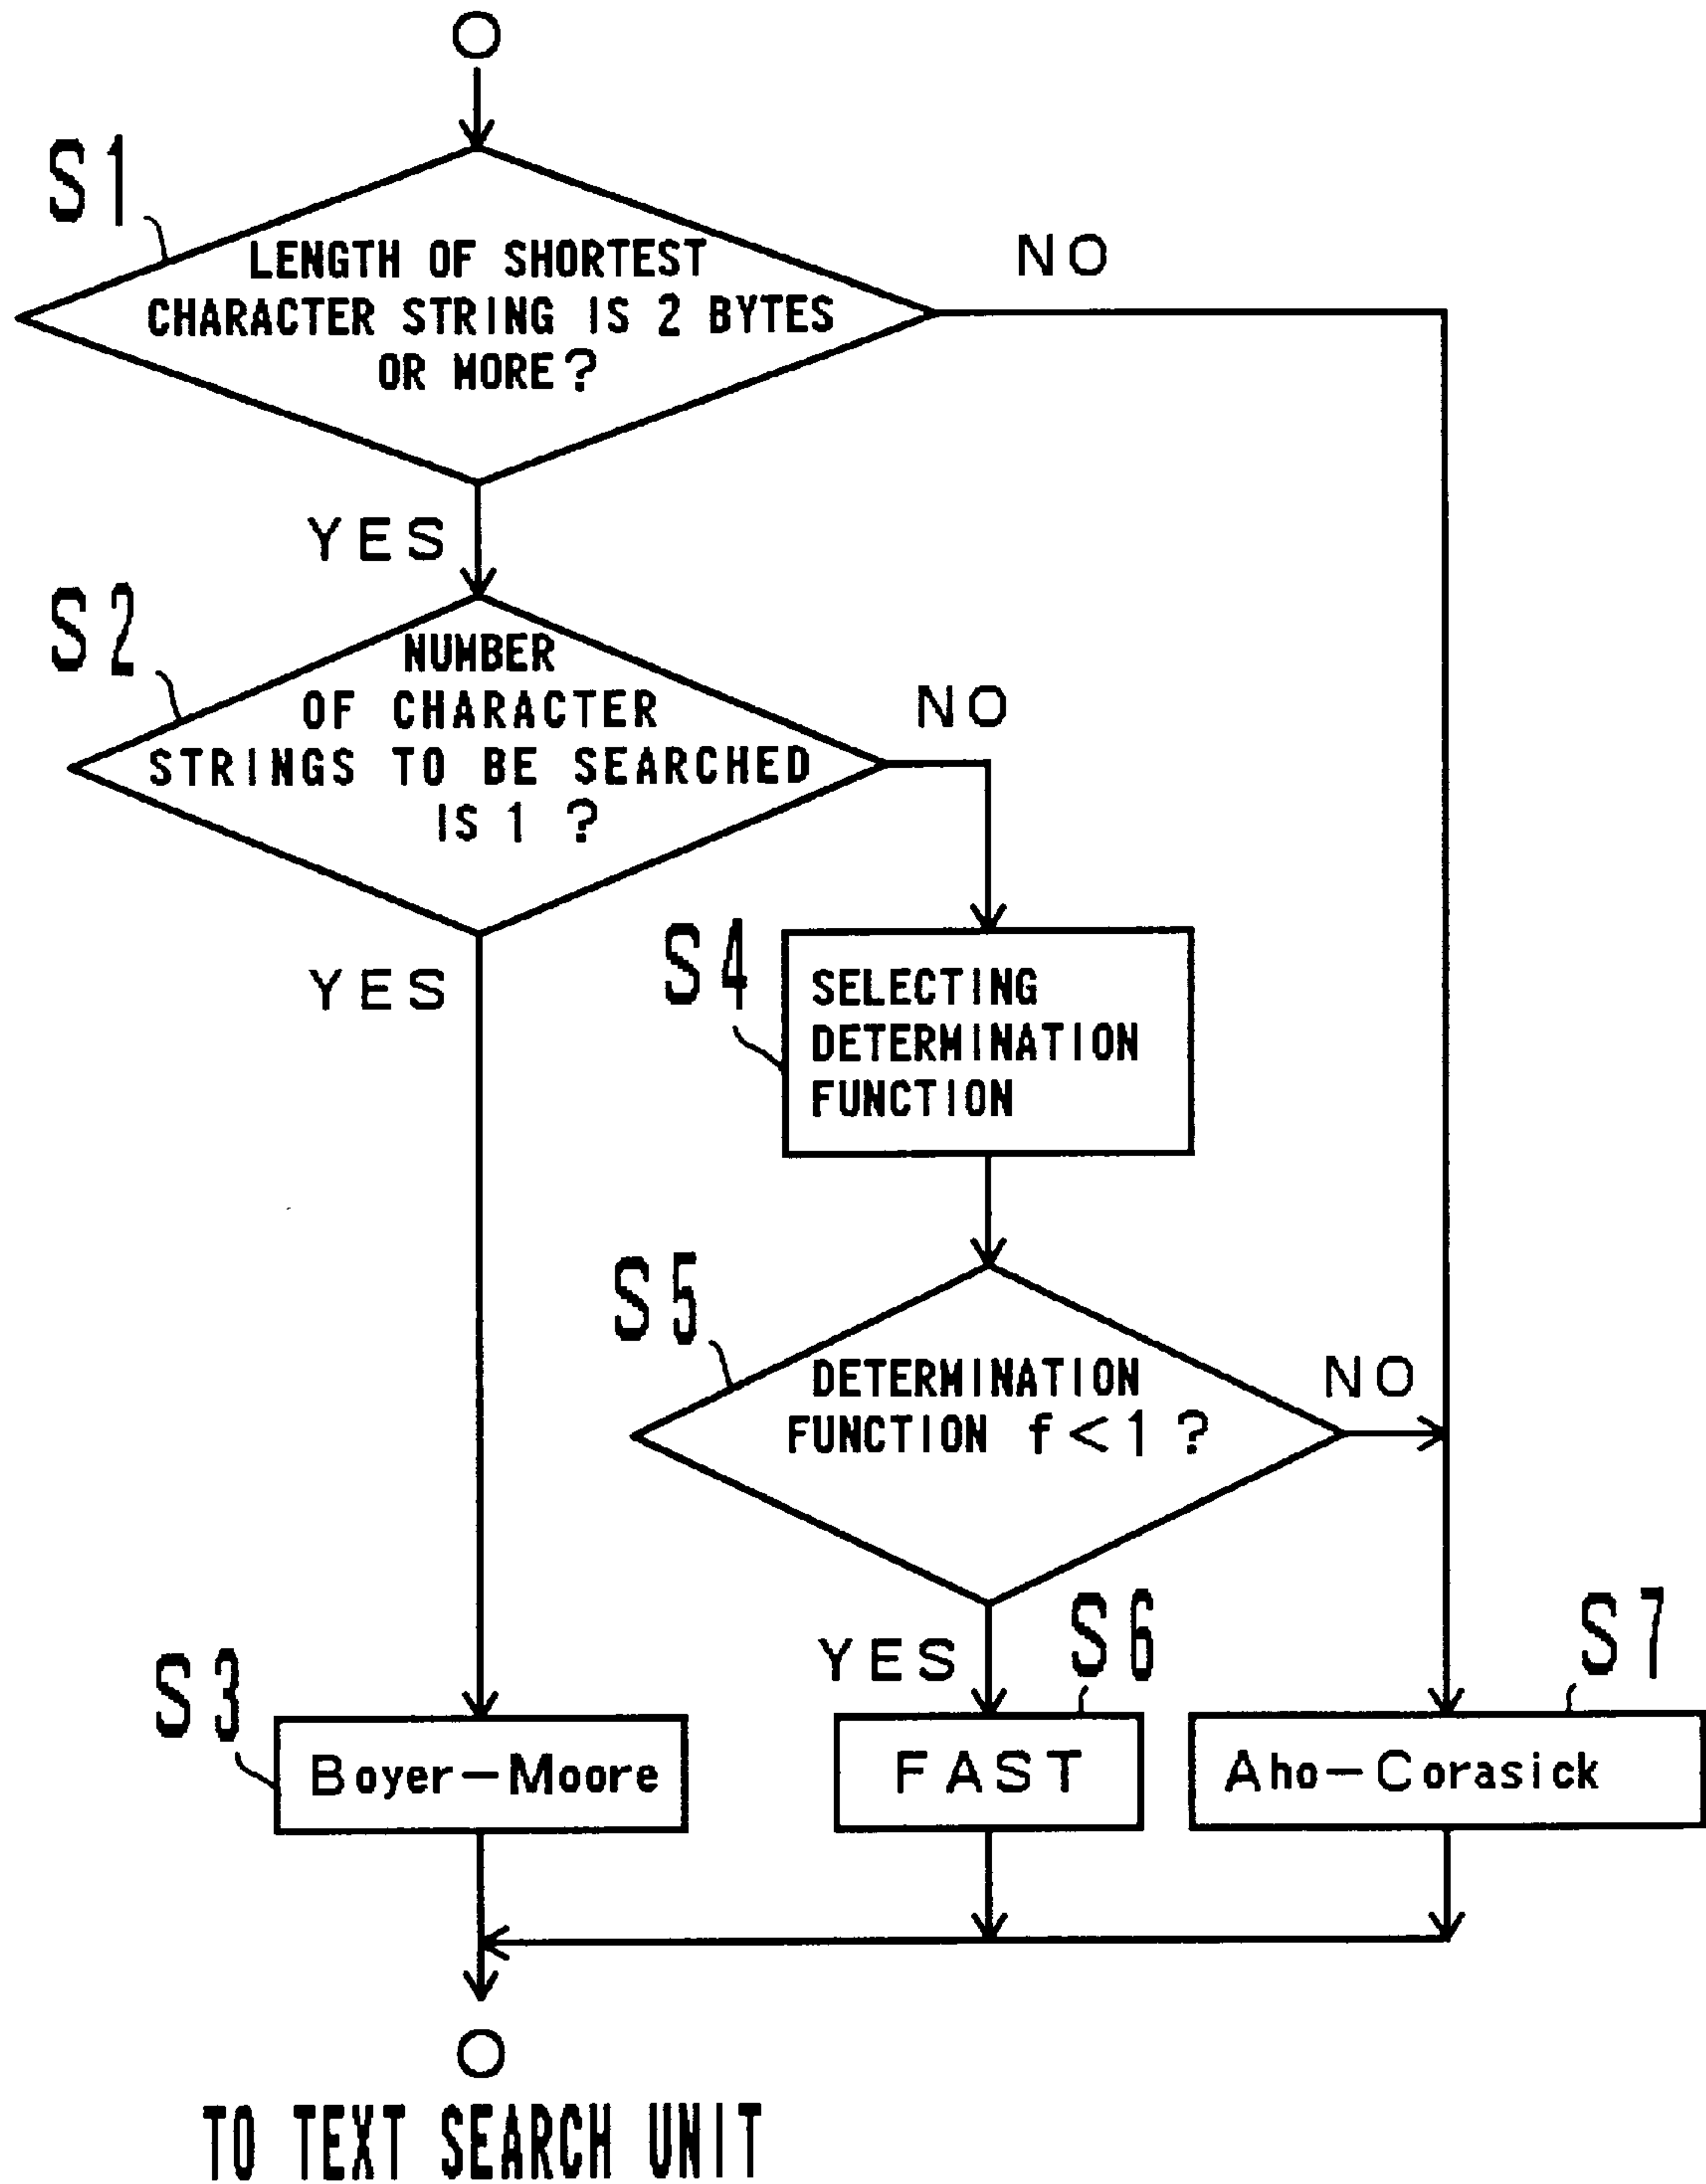 S1
LENGTH OF SHORTEST
CHARACTER STRING IS 2 BYTES
OR MORE?
NO
YES
S2
NUMBER
OF CHARACTER
STRINGS TO BE SEARCHED
IS 1 ?
NO
YES
S4
SELECTING
DETERMINATION
FUNCTION
S5
DETERMINATION
FUNCTION f<1 ?
NO
YES
S3
Boyer-Moore
S6
FAST
S7
Aho-Corasick
TO TEXT SEARCH UNIT